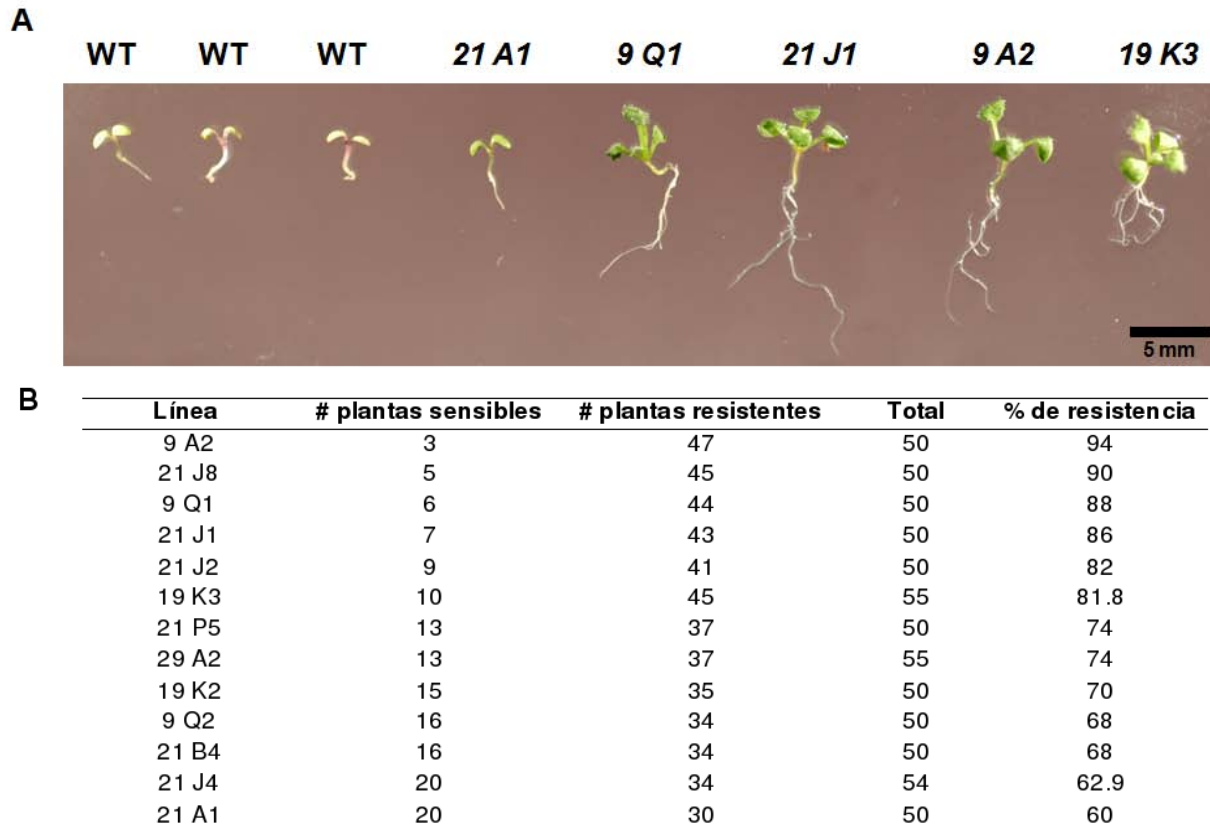 A
WT WT WT 21 A1 9 Q1 21 J1 9 A2 19 K3
5 mm
B
Línea # plantas sensibles # plantas resistentes Total % de resistencia
9 A2 3 47 50 94
21 J8 5 45 50 90
9 Q1 6 44 50 88
21 J1 7 43 50 86
21 J2 9 41 50 82
19 K3 10 45 55 81.8
21 P5 13 37 50 74
29 A2 13 37 55 74
19 K2 15 35 50 70
9 Q2 16 34 50 68
21 B4 16 34 50 68
21 J4 20 34 54 62.9
21 A1 20 30 50 60